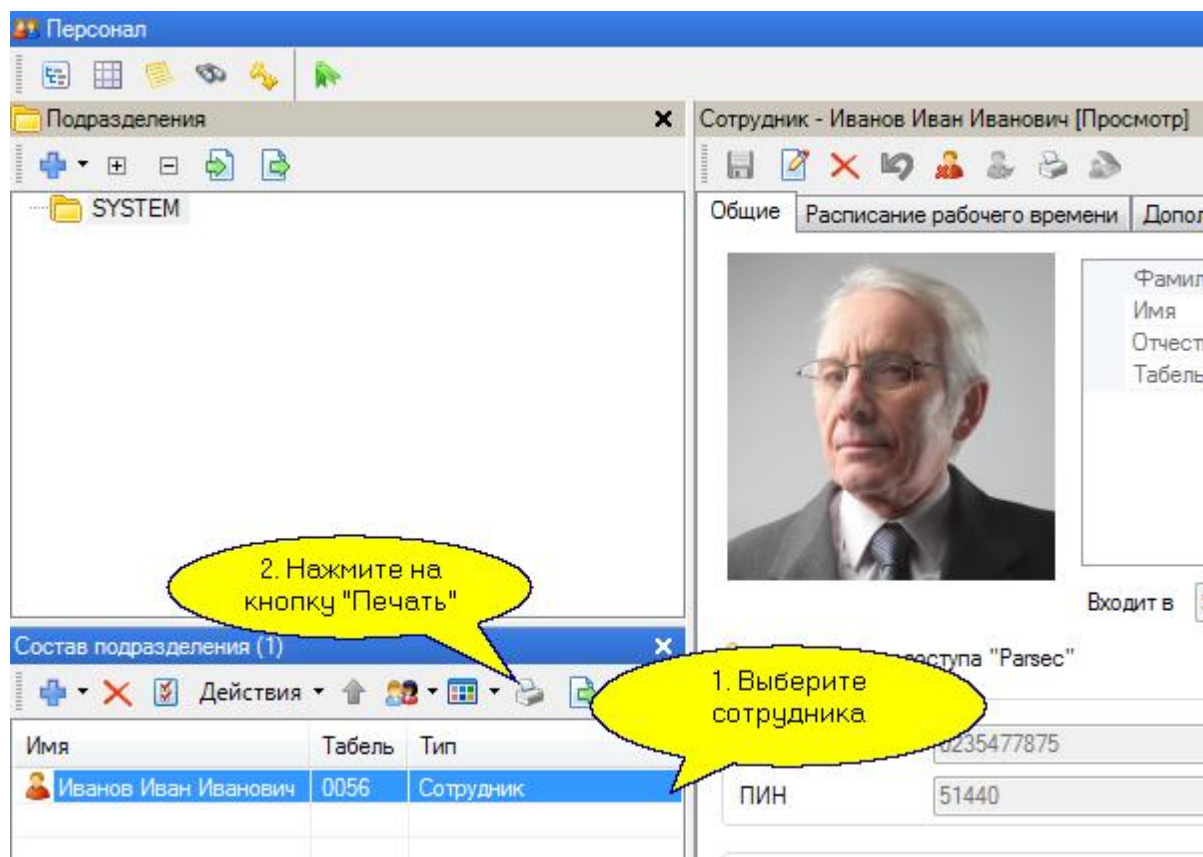 Персонал
Подразделения
SYSTEM
Сотрудник - Иванов Иван Иванович [Просмотр]
Общие Расписание рабочего времени Допол
Фамил
Имя
Отчест
Табель
Входит в
2. Нажмите на
кнопку "Печать"
Состав подразделения (1)
Действия
Имя Табель Тип
Иванов Иван Иванович 0056 Сотрудник
1. Выберите
сотрудника
"Parsec"
0235477875
ПИН 51440